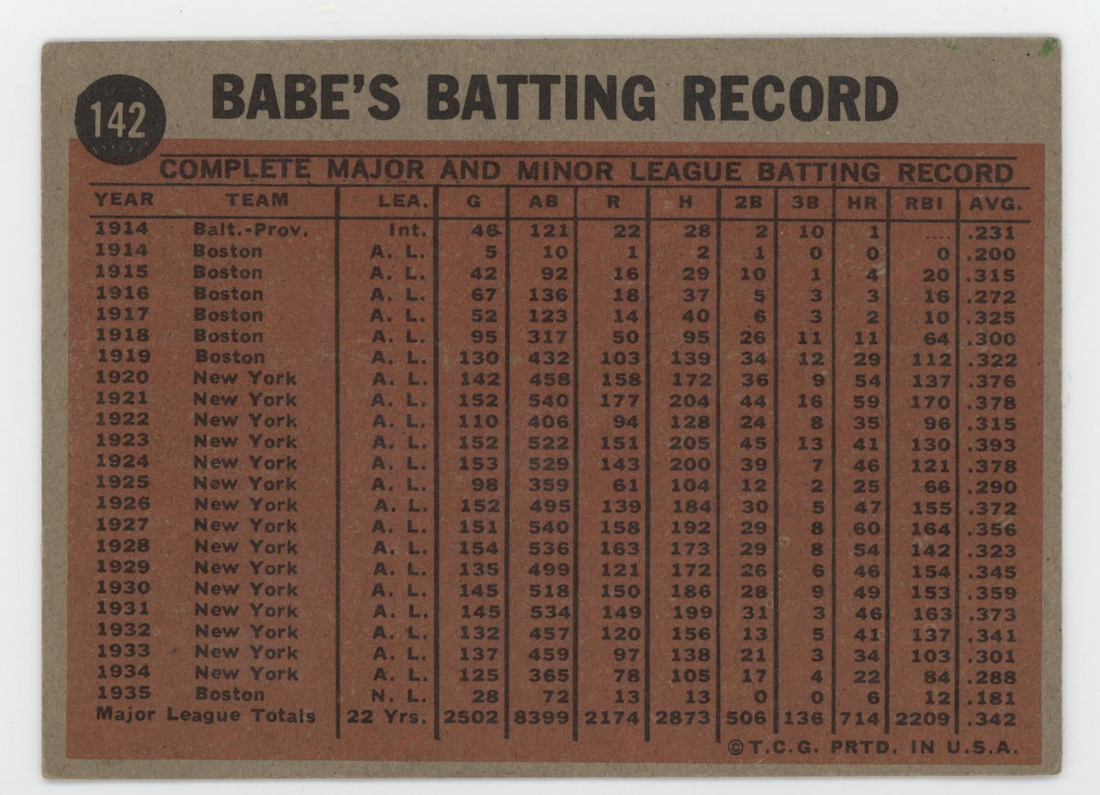 142
BABE'S BATTING RECORD
COMPLETE MAJOR AND MINOR LEAGUE BATTING RECORD
YEAR TEAM LEA. G AB R H 2B 3B HR RBI AVG.
1914 Balt.-Prov. Int. 46 121 22 28 2 10 1 .... .231
1914 Boston A. L. 5 10 1 2 1 0 0 0 .200
1915 Boston A. L. 42 92 16 29 10 1 4 20 .315
1916 Boston A. L. 67 136 18 37 5 3 3 16 .272
1917 Boston A. L. 52 123 14 40 6 3 2 10 .325
1918 Boston A. L. 95 317 50 95 26 11 11 64 .300
1919 Boston A. L. 130 432 103 139 34 12 29 112 .322
1920 New York A. L. 142 458 158 172 36 9 54 137 .376
1921 New York A. L. 152 540 177 204 44 16 59 170 .378
1922 New York A. L. 110 406 94 128 24 8 35 96 .315
1923 New York A. L. 152 522 151 205 45 13 41 130 .393
1924 New York A. L. 153 529 143 200 39 7 46 121 .378
1925 New York A. L. 98 359 61 104 12 2 25 66 .290
1926 New York A. L. 152 495 139 184 30 5 47 155 .372
1927 New York A. L. 151 540 158 192 29 8 60 164 .356
1928 New York A. L. 154 536 163 173 29 8 54 142 .323
1929 New York A. L. 135 499 121 172 26 6 46 154 .345
1930 New York A. L. 145 518 150 186 28 9 49 153 .359
1931 New York A. L. 145 534 149 199 31 3 46 163 .373
1932 New York A. L. 132 457 120 156 13 5 41 137 .341
1933 New York A. L. 137 459 97 138 21 3 34 103 .301
1934 New York A. L. 125 365 78 105 17 4 22 84 .288
1935 Boston N. L. 28 72 13 13 0 0 6 12 .181
Major League Totals 22 Yrs. 2502 8399 2174 2873 506 136 714 2209 .342
©T.C.G. PRTD. IN U.S.A.